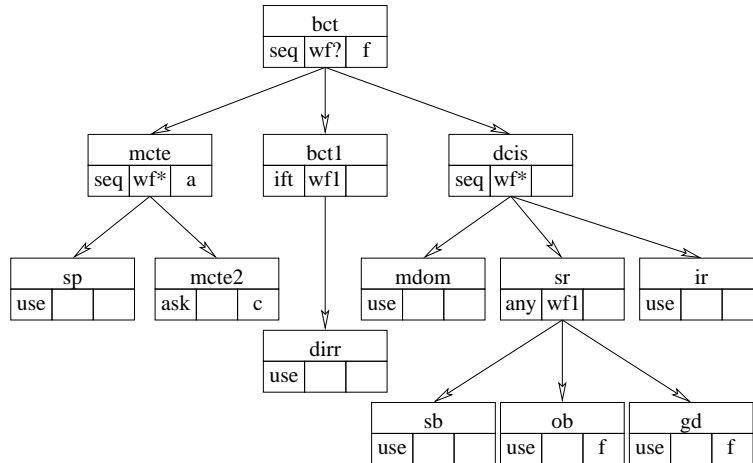 bct
seq wf? f
mcte bct1 dcis
seq wf* a ift wf1 seq wf*
sp mcte2 mdom sr ir
use ask c use any wf1 use
dirr
use
sb ob gd
use use f use f